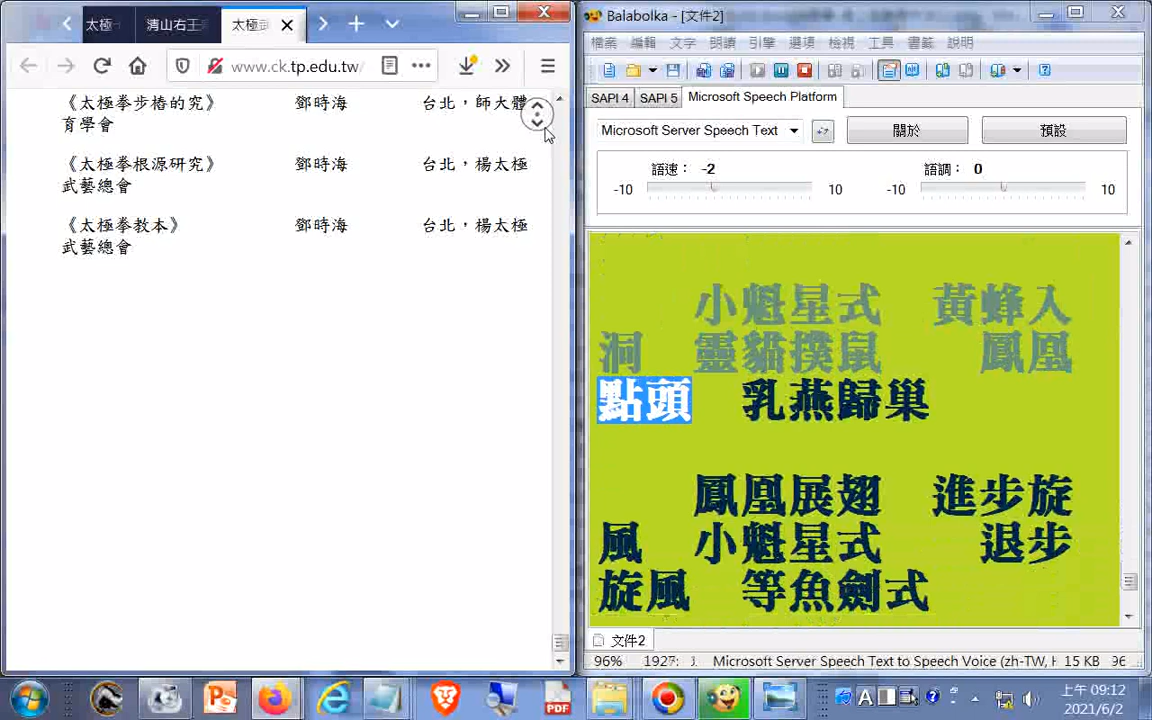 太極
清山右王
太極
www.ck.tp.edu.tw/
《太極拳步樁的究》 鄧時海 台北，師大體
育學會
《太極拳根源研究》 鄧時海 台北，楊太極
武藝總會
《太極拳教本》 鄧時海 台北，楊太極
武藝總會
Balabolka - [文件2]
檔案 編輯 文字 朗讀 引擎 選項 檢視 工具 書籤 說明
SAPI 4 SAPI 5 Microsoft Speech Platform
Microsoft Server Speech Text 關於 預設
語速： -2 語調： 0
-10 10 -10 10
小魁星式 黃蜂入
洞 靈貓撲鼠 鳳凰
點頭 乳燕歸巢
鳳凰展翅 進步旋
風 小魁星式 退步
旋風 等魚劍式
文件2
96% 1927: Microsoft Server Speech Text to Speech Voice (zh-TW, H 15 KB 96
PDF
A
上午 09:12
2021/6/2